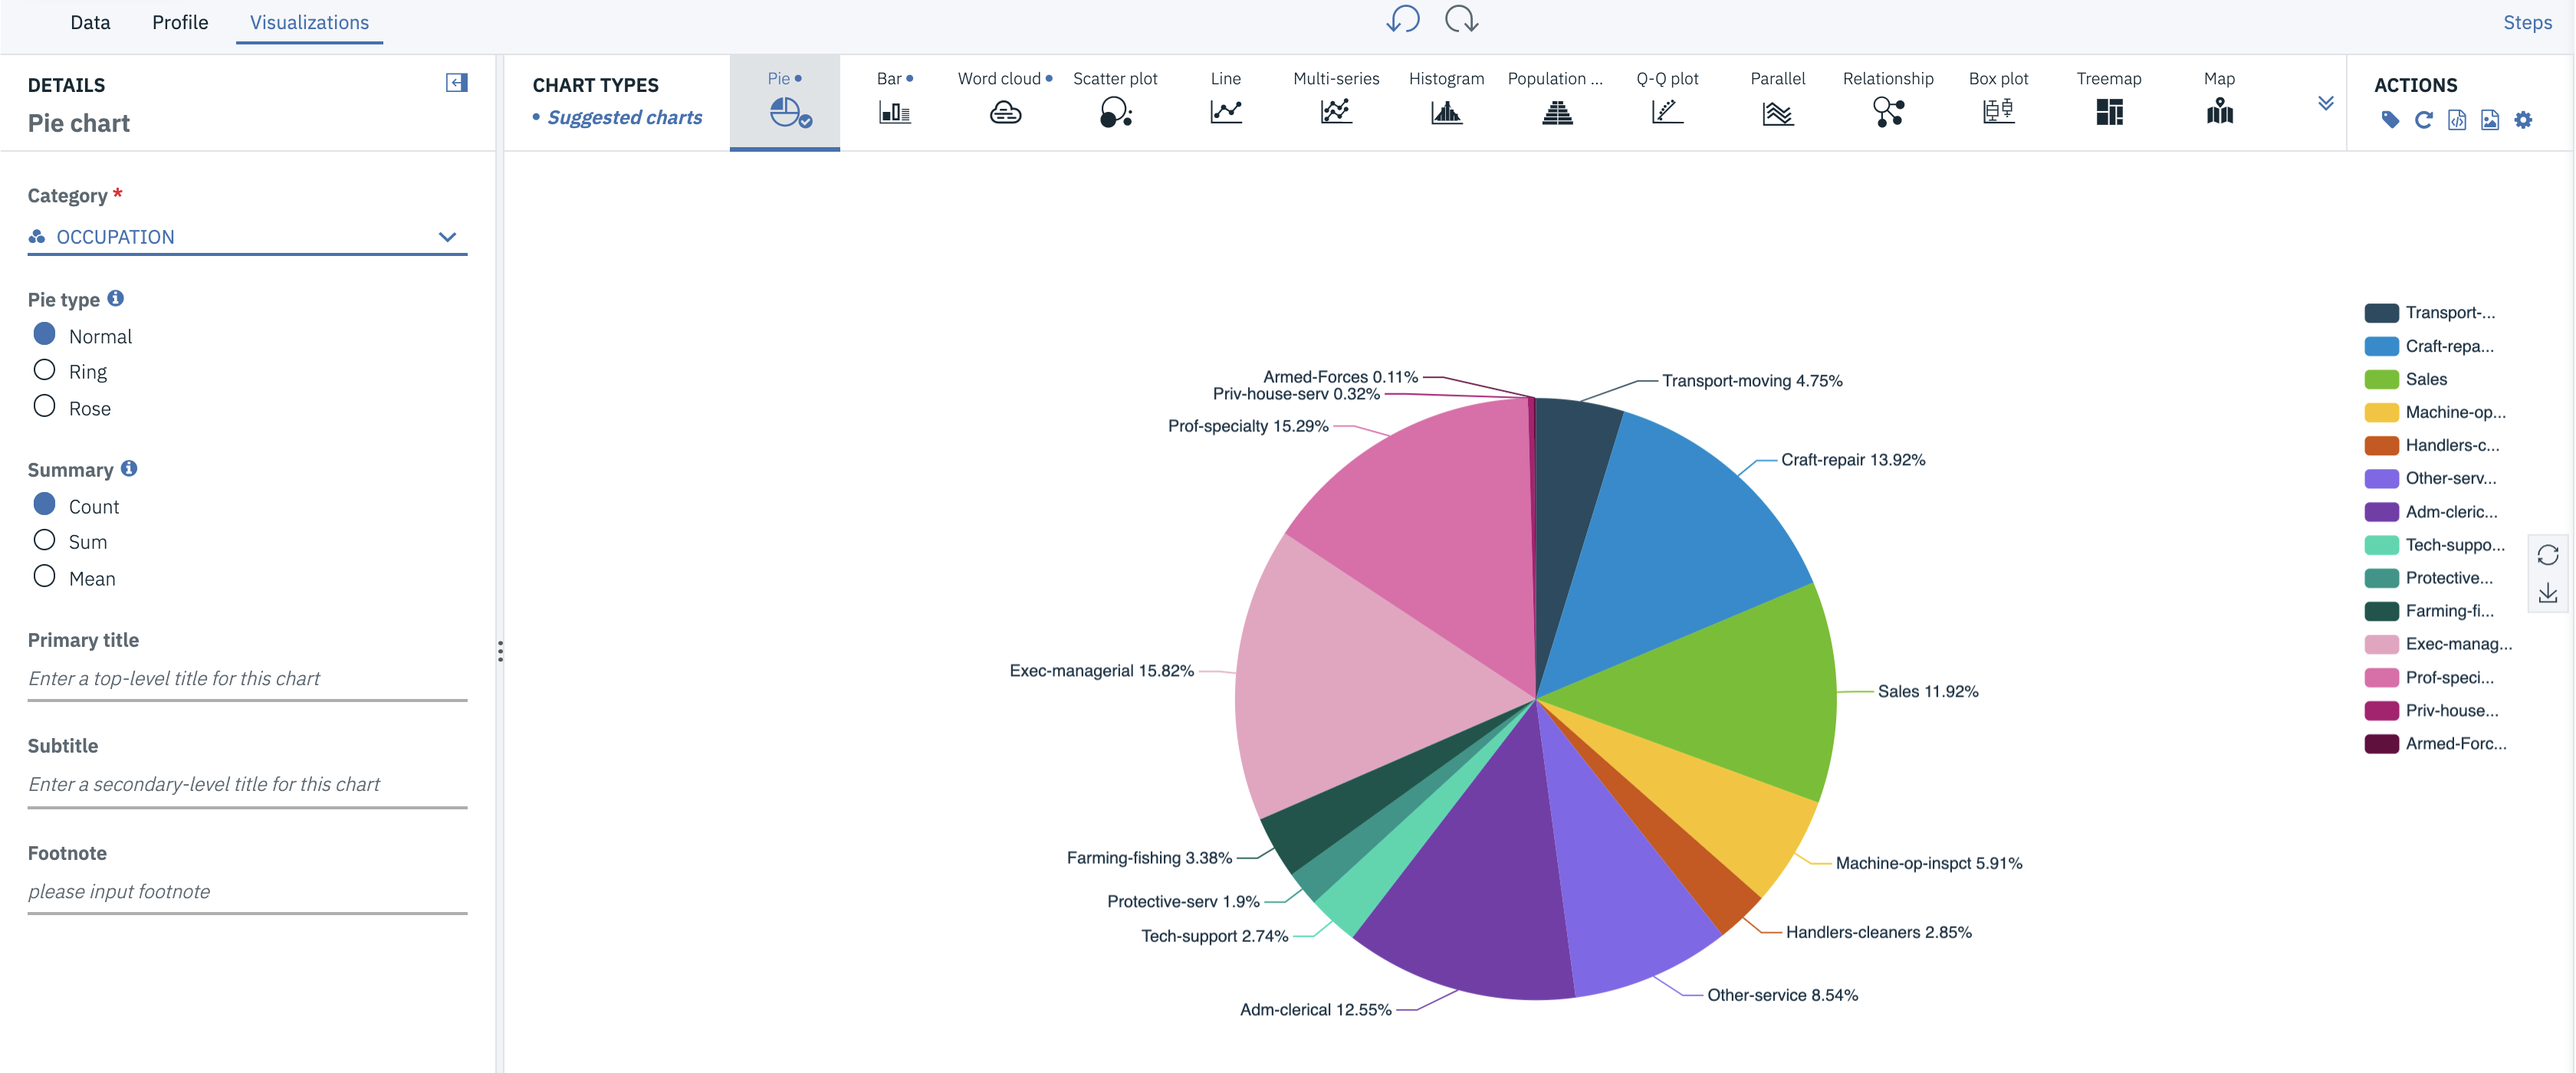 Data
Profile
Visualizations
Steps
DETAILS
Pie chart
CHART TYPES
• Suggested charts
Pie
Bar
Word cloud
Scatter plot
Line
Multi-series
Histogram
Population ...
Q-Q plot
Parallel
Relationship
Box plot
Treemap
Map
ACTIONS
Category *
OCCUPATION
Pie type
Normal
Ring
Rose
Summary
Count
Sum
Mean
Primary title
Enter a top-level title for this chart
Subtitle
Enter a secondary-level title for this chart
Footnote
please input footnote
Armed-Forces 0.11%
Priv-house-serv 0.32%
Prof-specialty 15.29%
Exec-managerial 15.82%
Farming-fishing 3.38%
Protective-serv 1.9%
Tech-support 2.74%
Adm-clerical 12.55%
Transport-moving 4.75%
Craft-repair 13.92%
Sales 11.92%
Machine-op-inspct 5.91%
Handlers-cleaners 2.85%
Other-service 8.54%
Transport-...
Craft-repa...
Sales
Machine-op...
Handlers-c...
Other-serv...
Adm-cleric...
Tech-suppo...
Protective...
Farming-fi...
Exec-manag...
Prof-speci...
Priv-house...
Armed-Forc...